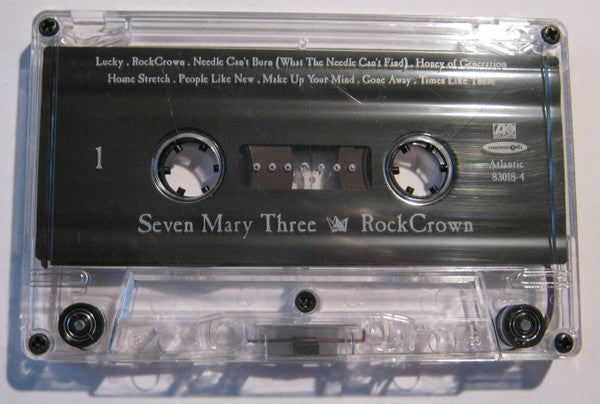 Lucky . RockCrown . Needle Can't Burn (What The Needle Can't Find) . Honey of Generation
Home Stretch . People Like New . Make Up Your Mind . Gone Away . Times Like These
1
Atlantic
83018-4
Seven Mary Three RockCrown